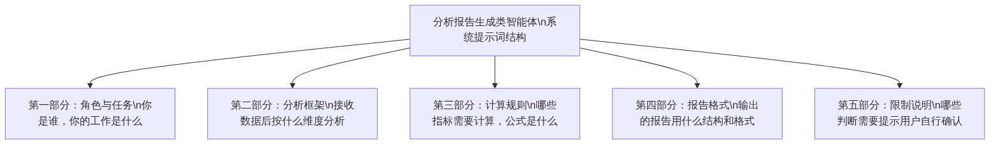 分析报告生成类智能体\n系
统提示词结构
第一部分：角色与任务\n你
是谁，你的工作是什么
第二部分：分析框架\n接收
数据后按什么维度分析
第三部分：计算规则\n哪些
指标需要计算，公式是什么
第四部分：报告格式\n输出
的报告用什么结构和格式
第五部分：限制说明\n哪些
判断需要提示用户自行确认